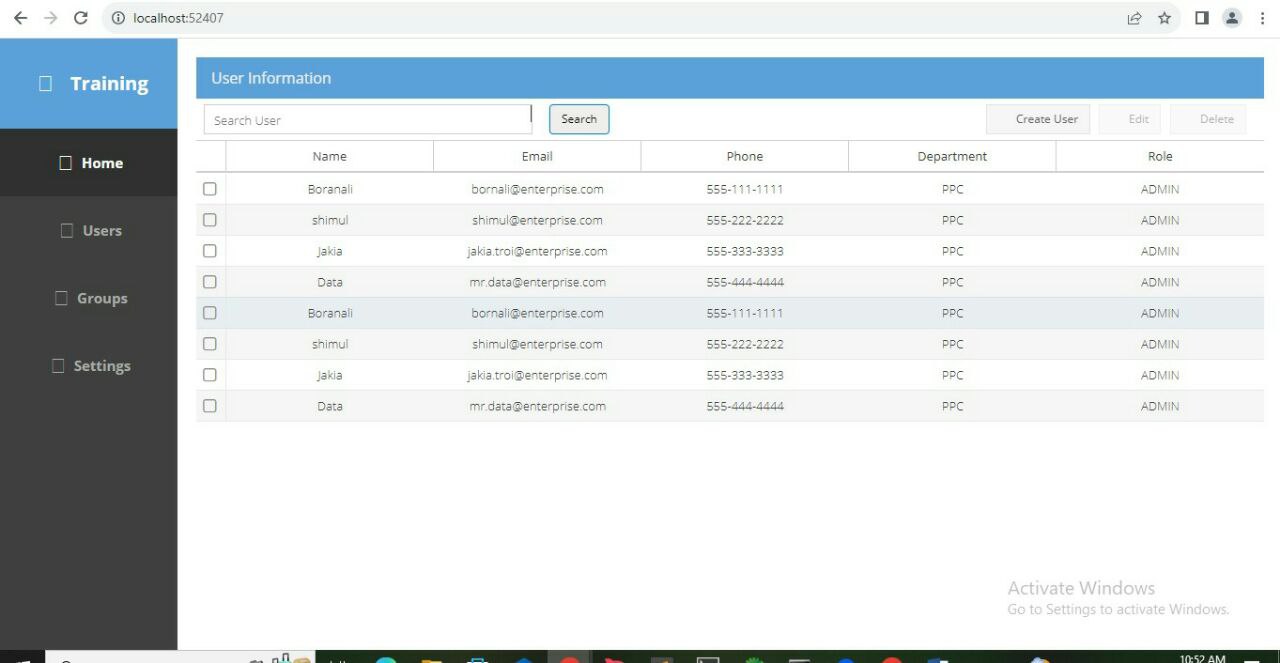 localhost:52407
Training
Home
Users
Groups
Settings
User Information
Search User Search Create User Edit Delete
Name Email Phone Department Role
Boranali bornali@enterprise.com 555-111-1111 PPC ADMIN
shimul shimul@enterprise.com 555-222-2222 PPC ADMIN
Jakia jakia.troi@enterprise.com 555-333-3333 PPC ADMIN
Data mr.data@enterprise.com 555-444-4444 PPC ADMIN
Boranali bornali@enterprise.com 555-111-1111 PPC ADMIN
shimul shimul@enterprise.com 555-222-2222 PPC ADMIN
Jakia jakia.troi@enterprise.com 555-333-3333 PPC ADMIN
Data mr.data@enterprise.com 555-444-4444 PPC ADMIN
Activate Windows
Go to Settings to activate Windows.
10:52 AM